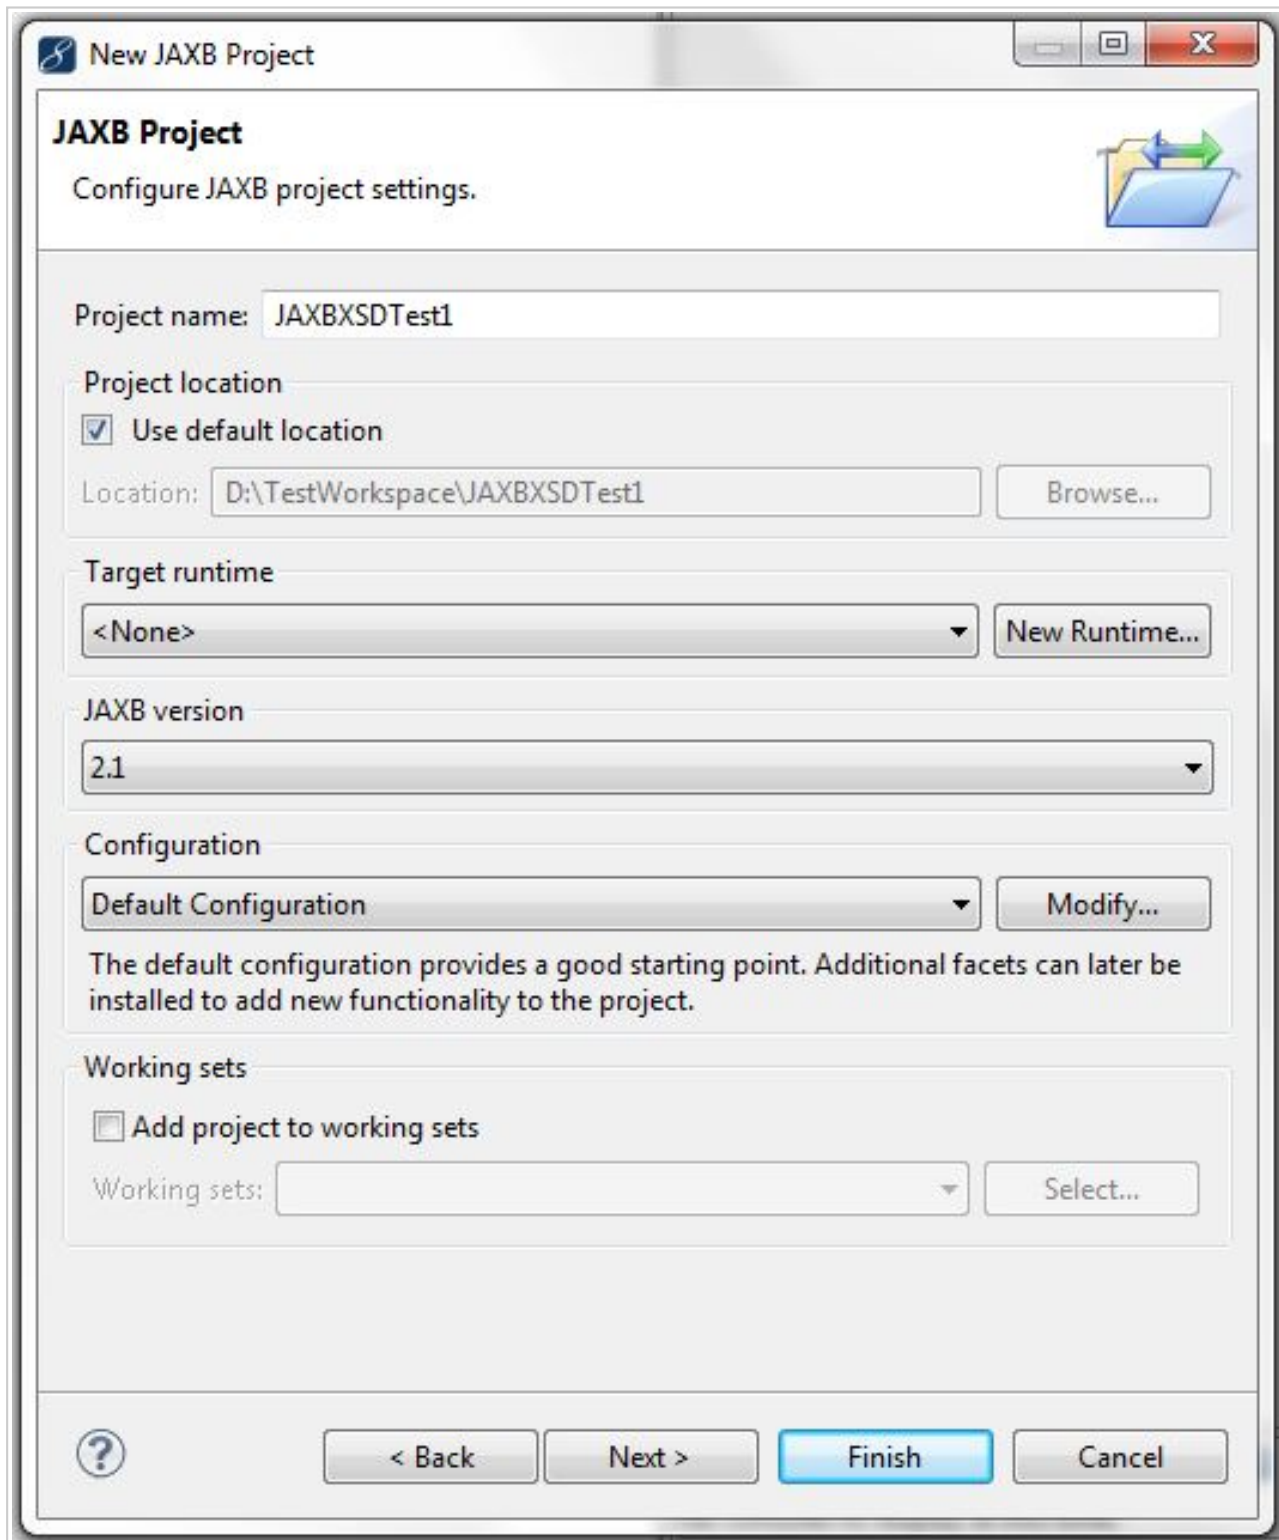 New JAXB Project
JAXB Project
Configure JAXB project settings.
Project name: JAXBXSDTest1
Project location
Use default location
Location: D:\TestWorkspace\JAXBXSDTest1 Browse...
Target runtime
<None> New Runtime...
JAXB version
2.1
Configuration
Default Configuration Modify...
The default configuration provides a good starting point. Additional facets can later be
installed to add new functionality to the project.
Working sets
Add project to working sets
Working sets: Select...
? < Back Next > Finish Cancel